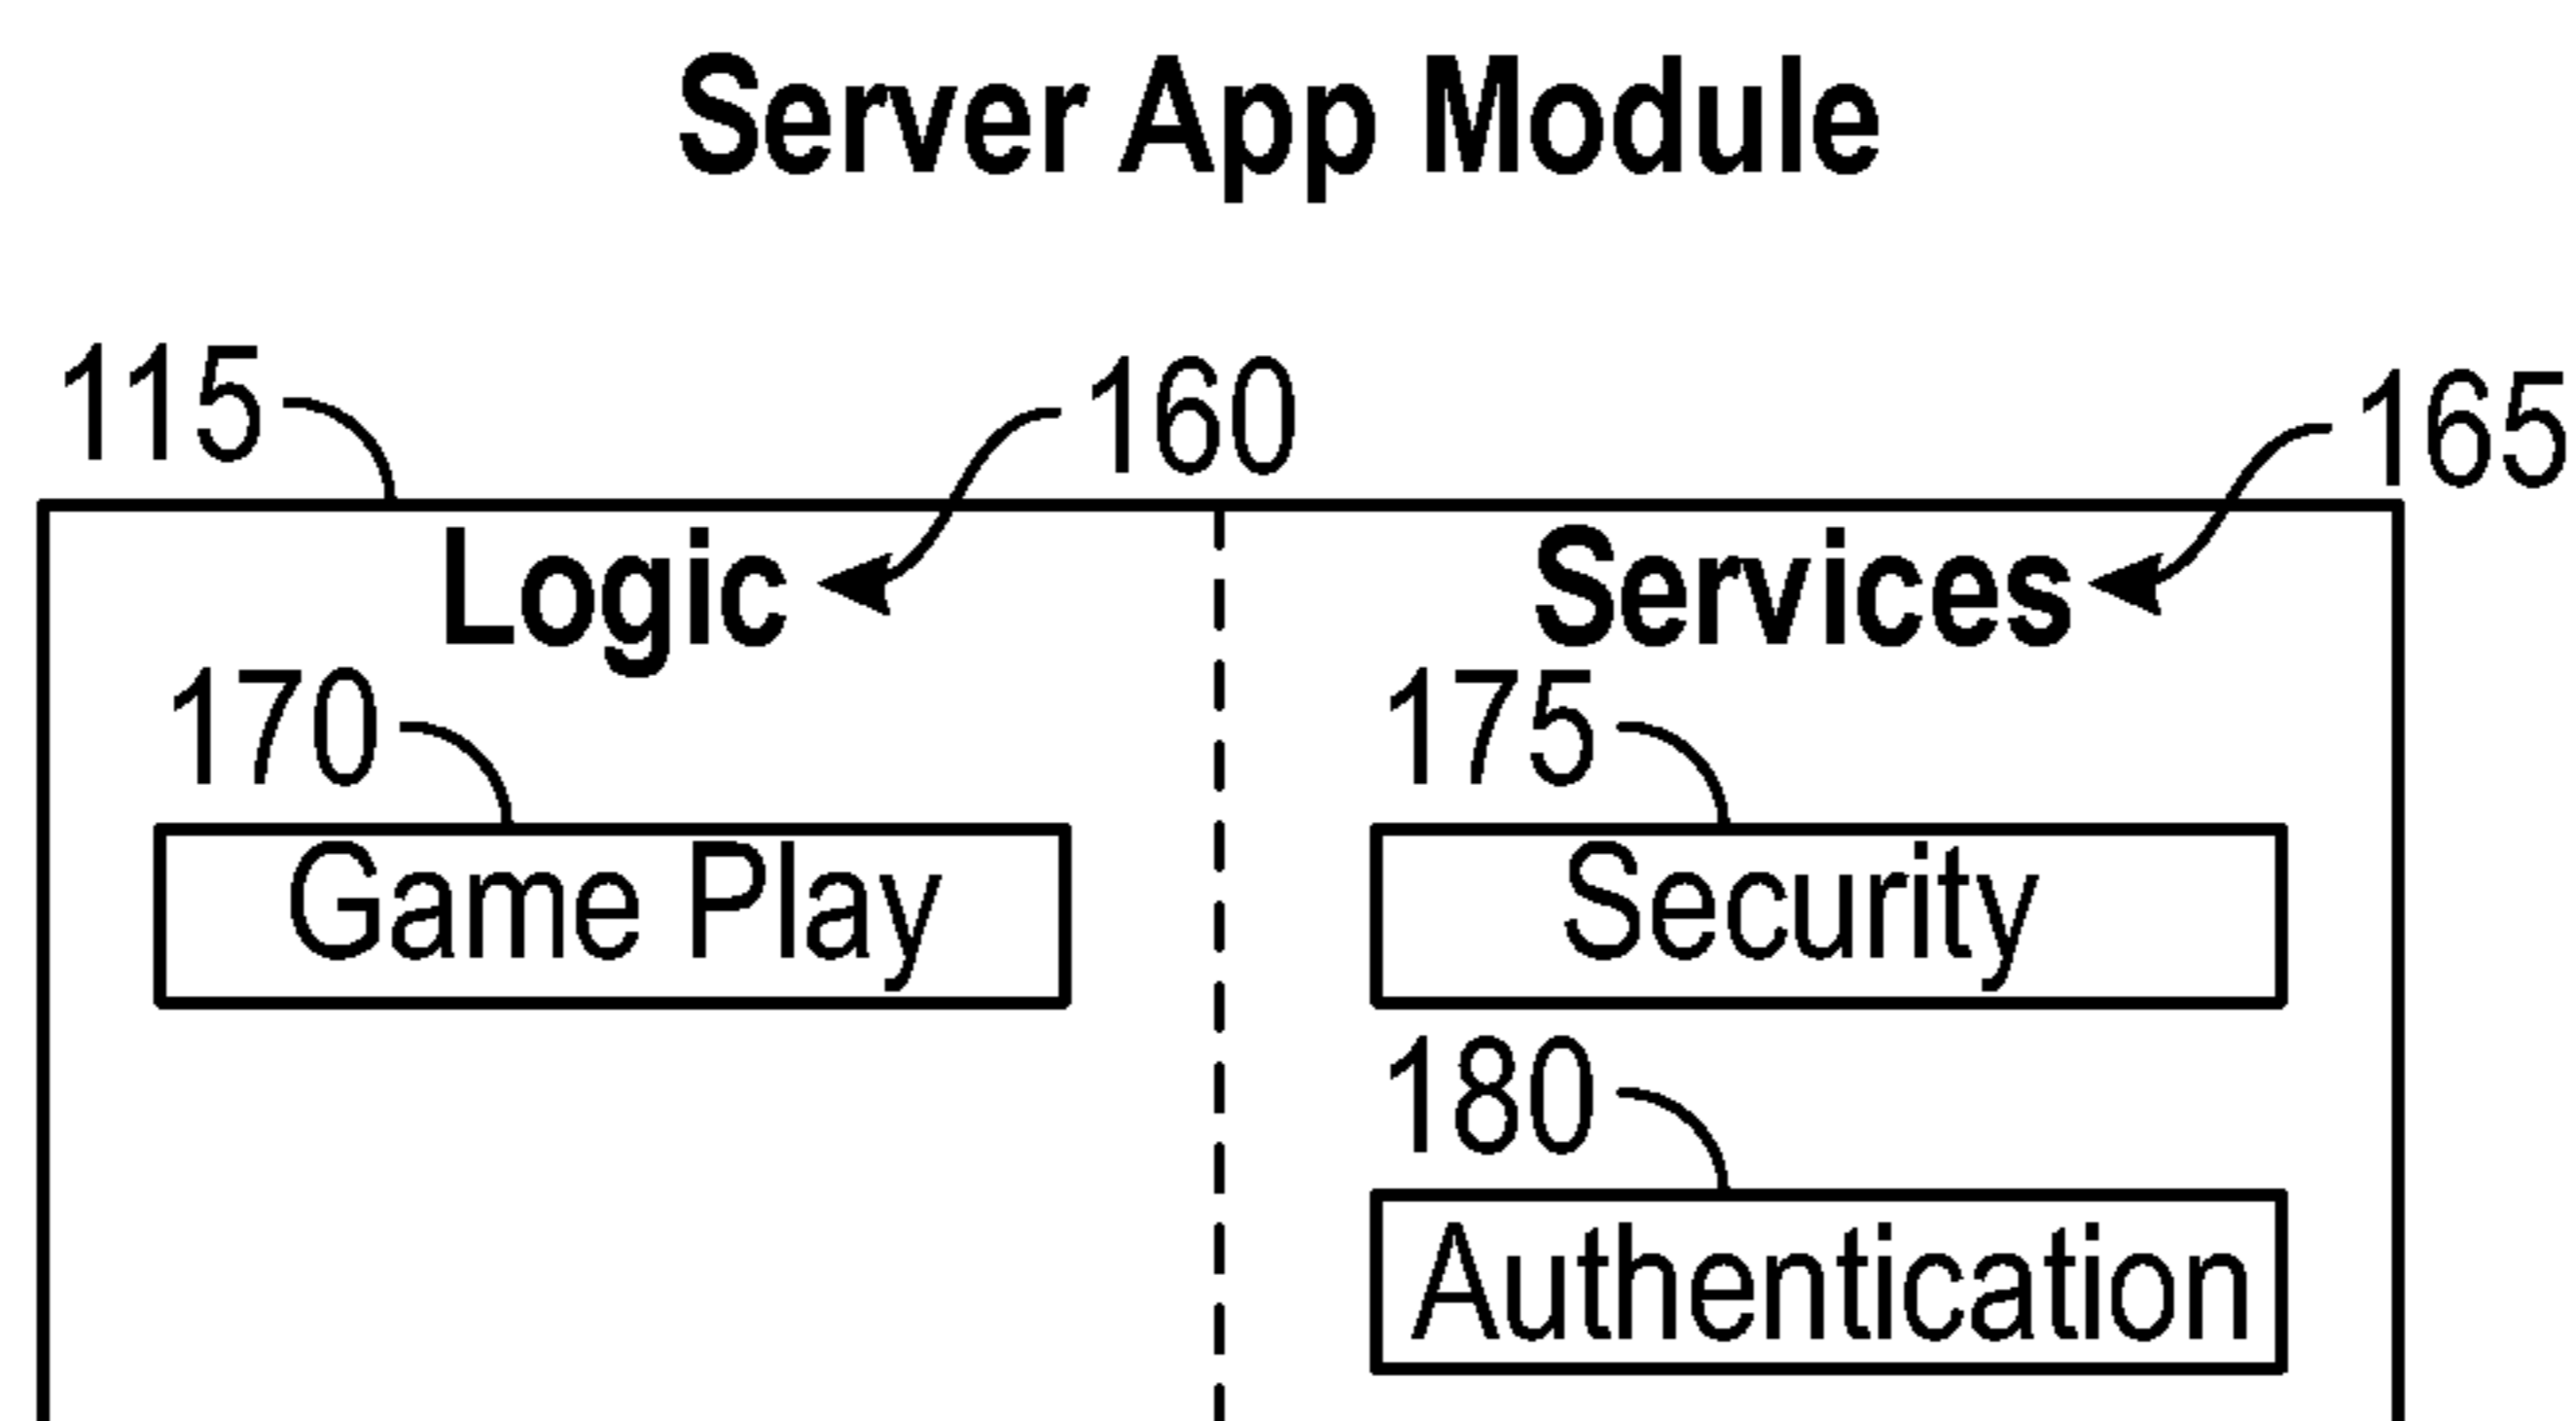 Server App Module
115 160 165
Logic Services
170 175
Game Play Security
180
Authentication